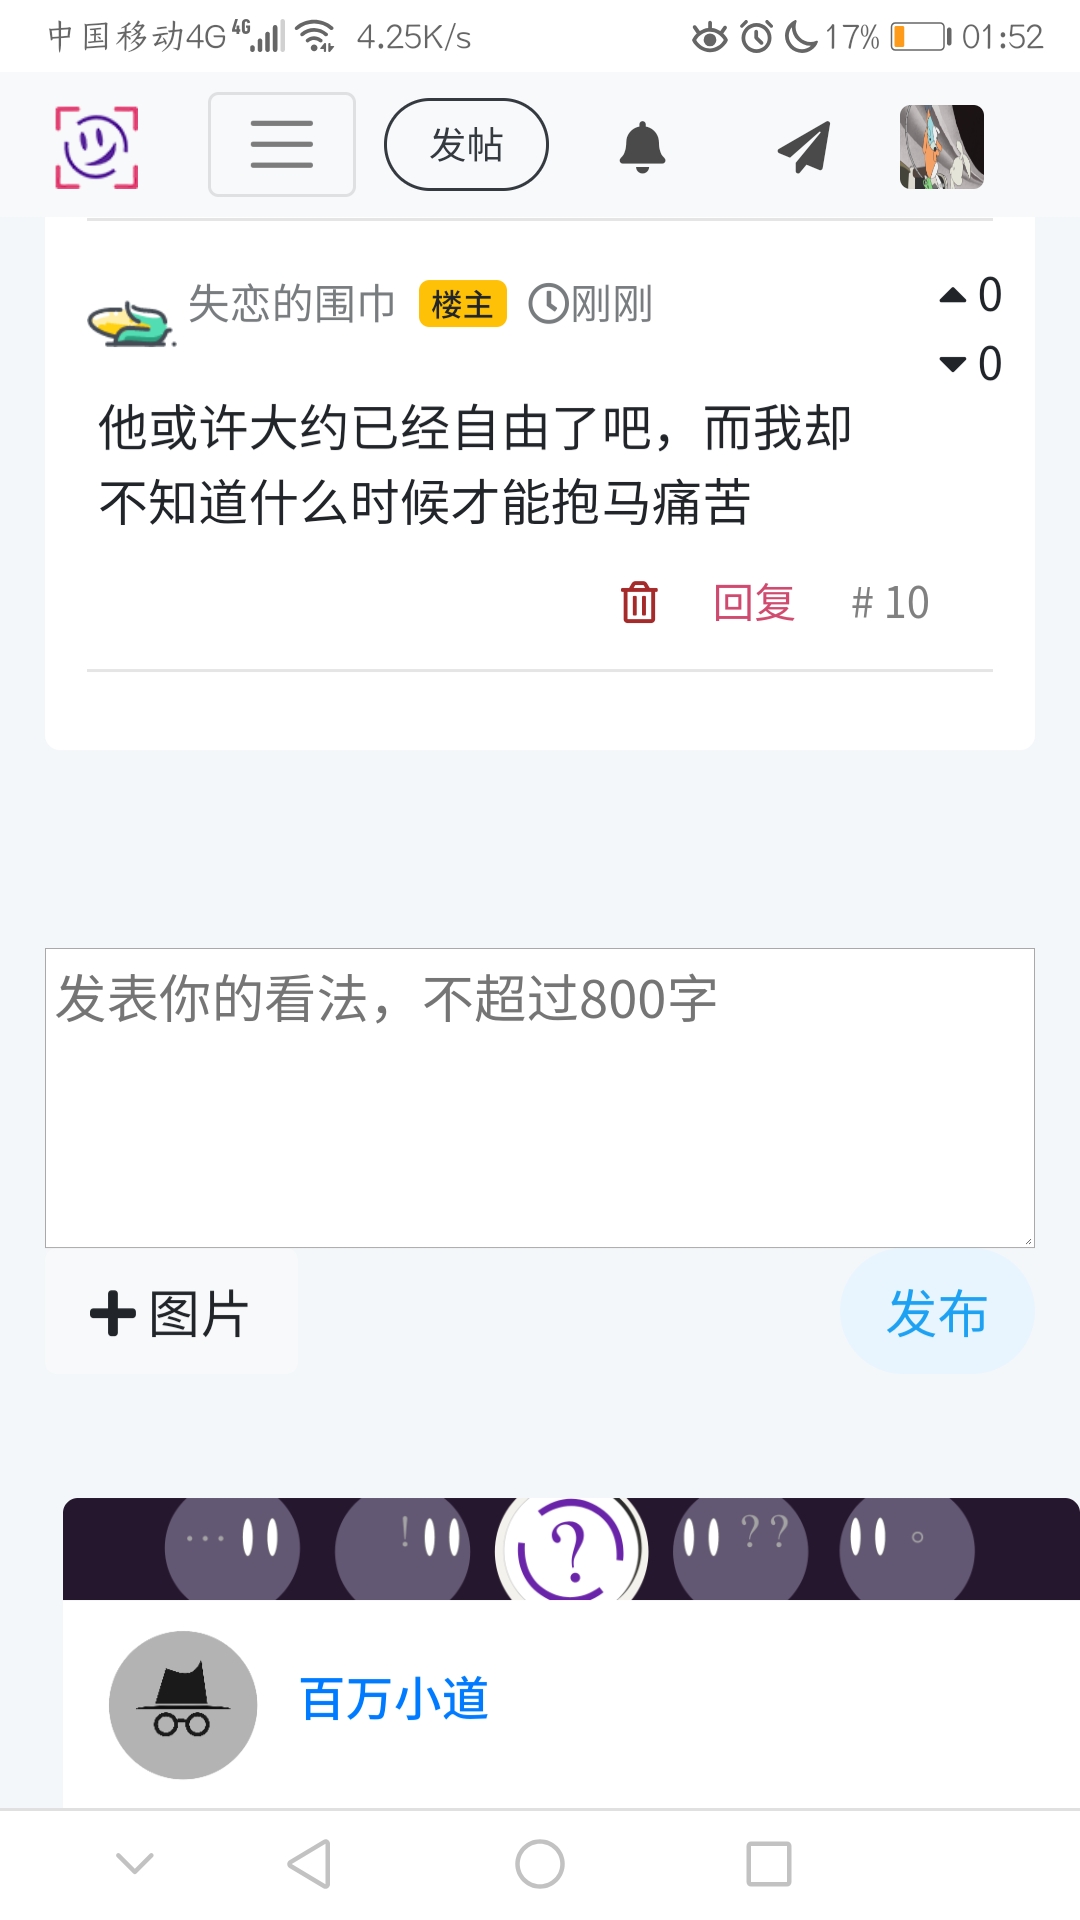 中国移动4G 4G 4.25K/s 17% 01:52
发帖
失恋的围巾 楼主 刚刚 0
0
他或许大约已经自由了吧，而我却
不知道什么时候才能抱马痛苦
回复 # 10
发表你的看法，不超过800字
图片 发布
… ! ? ?? 。
百万小道